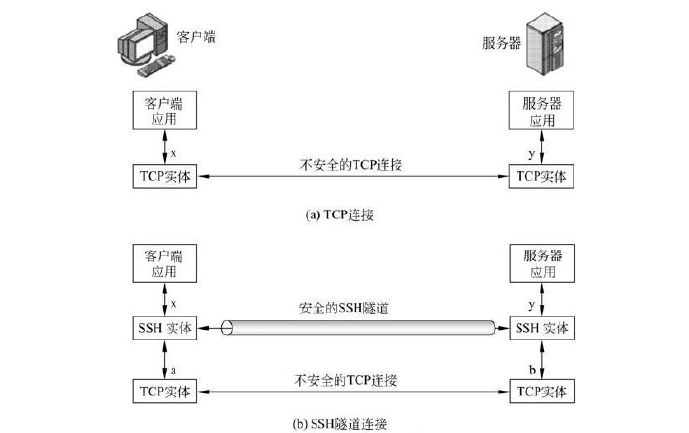 客户端
服务器
客户端
应用
服务器
应用
x
y
TCP实体
不安全的TCP连接
TCP实体
(a) TCP连接
客户端
应用
服务器
应用
x
安全的SSH隧道
y
SSH 实体
SSH 实体
a
b
TCP实体
不安全的TCP连接
TCP实体
(b) SSH隧道连接